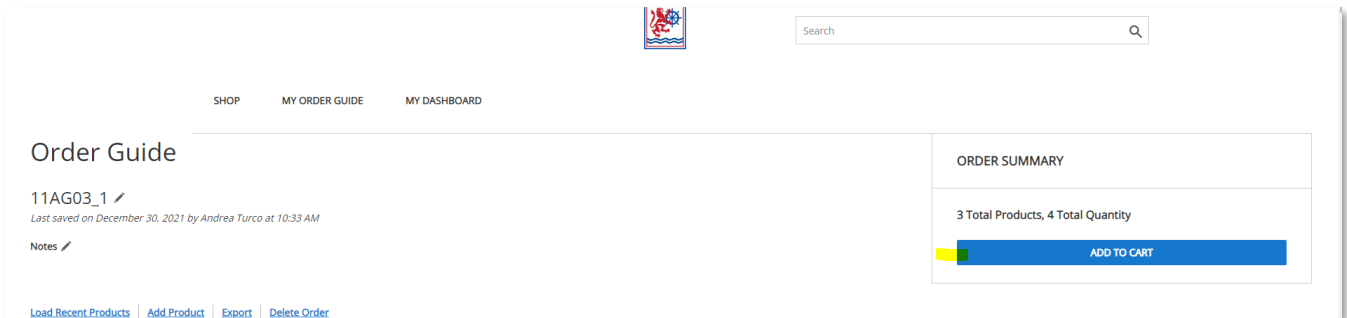 Search
SHOP MY ORDER GUIDE MY DASHBOARD
Order Guide
11AG03_1
Last saved on December 30, 2021 by Andrea Turco at 10:33 AM
Notes
ORDER SUMMARY
3 Total Products, 4 Total Quantity
ADD TO CART
Load Recent Products Add Product Export Delete Order